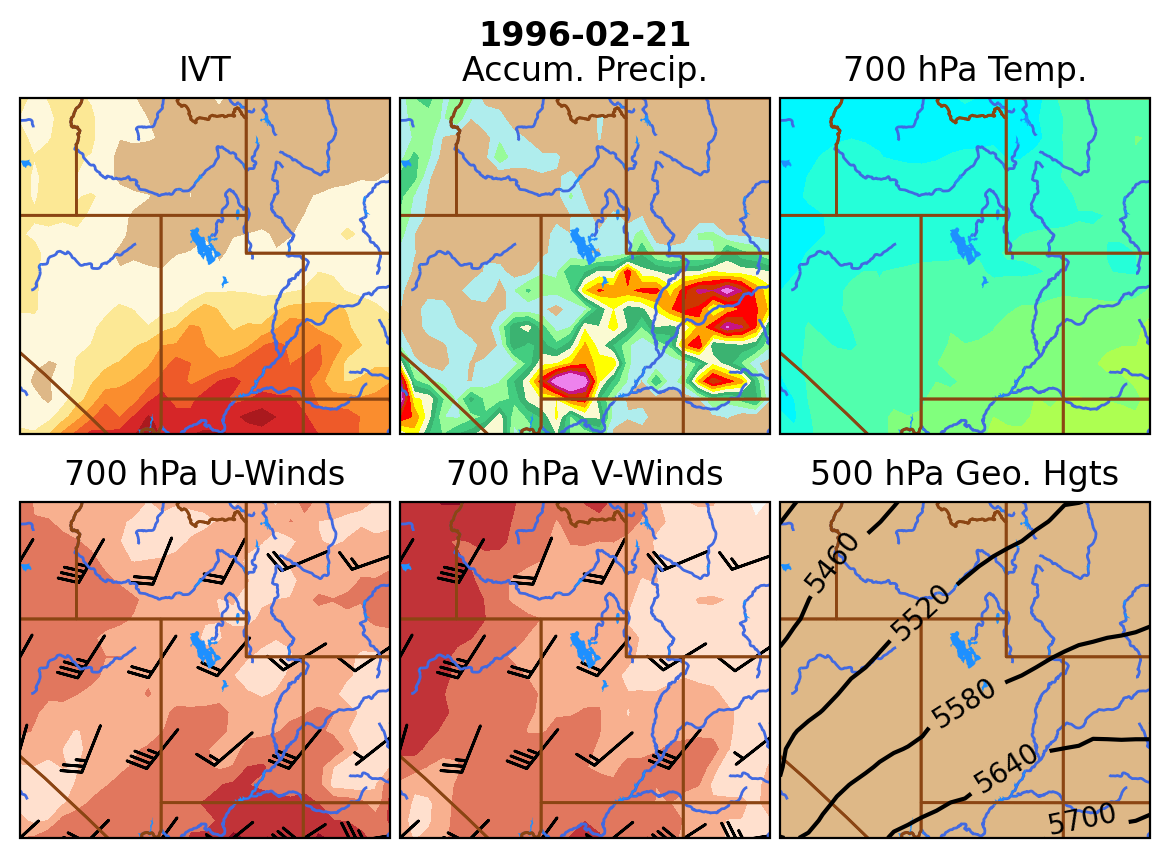 1996-02-21
IVT
Accum. Precip.
700 hPa Temp.
700 hPa U-Winds
700 hPa V-Winds
500 hPa Geo. Hgts
5460
5520
5580
5640
5700